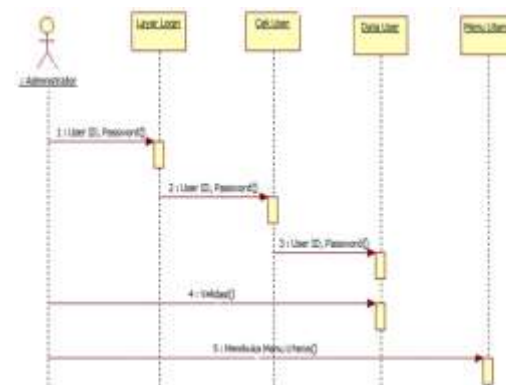 Layar Login
Cek User
Data User
Menu Utama
: Administrator
1 : User ID, Password()
2 : User ID, Password()
3 : User ID, Password()
4 : Validasi()
5 : Membuka Menu Utama()